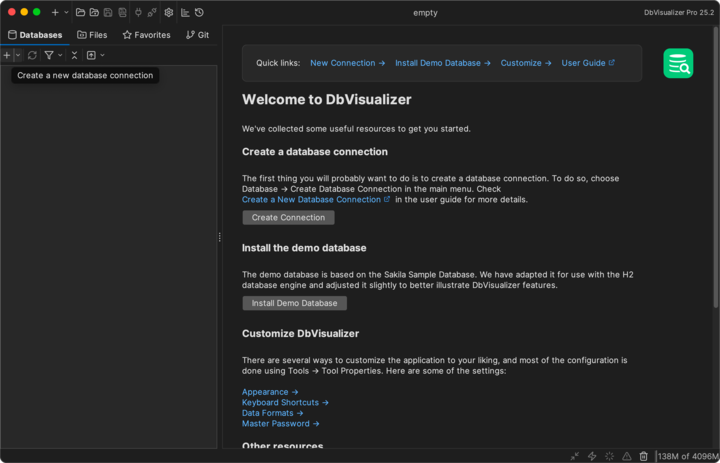 empty
DbVisualizer Pro 25.2
Databases Files Favorites Git
Create a new database connection
Quick links: New Connection → Install Demo Database → Customize → User Guide
Welcome to DbVisualizer
We've collected some useful resources to get you started.
Create a database connection
The first thing you will probably want to do is to create a database connection. To do so, choose
Database → Create Database Connection in the main menu. Check
Create a New Database Connection in the user guide for more details.
Create Connection
Install the demo database
The demo database is based on the Sakila Sample Database. We have adapted it for use with the H2
database engine and adjusted it slightly to better illustrate DbVisualizer features.
Install Demo Database
Customize DbVisualizer
There are several ways to customize the application to your liking, and most of the configuration is
done using Tools → Tool Properties. Here are some of the settings:
Appearance →
Keyboard Shortcuts →
Data Formats →
Master Password →
Other resources
138M of 4096M